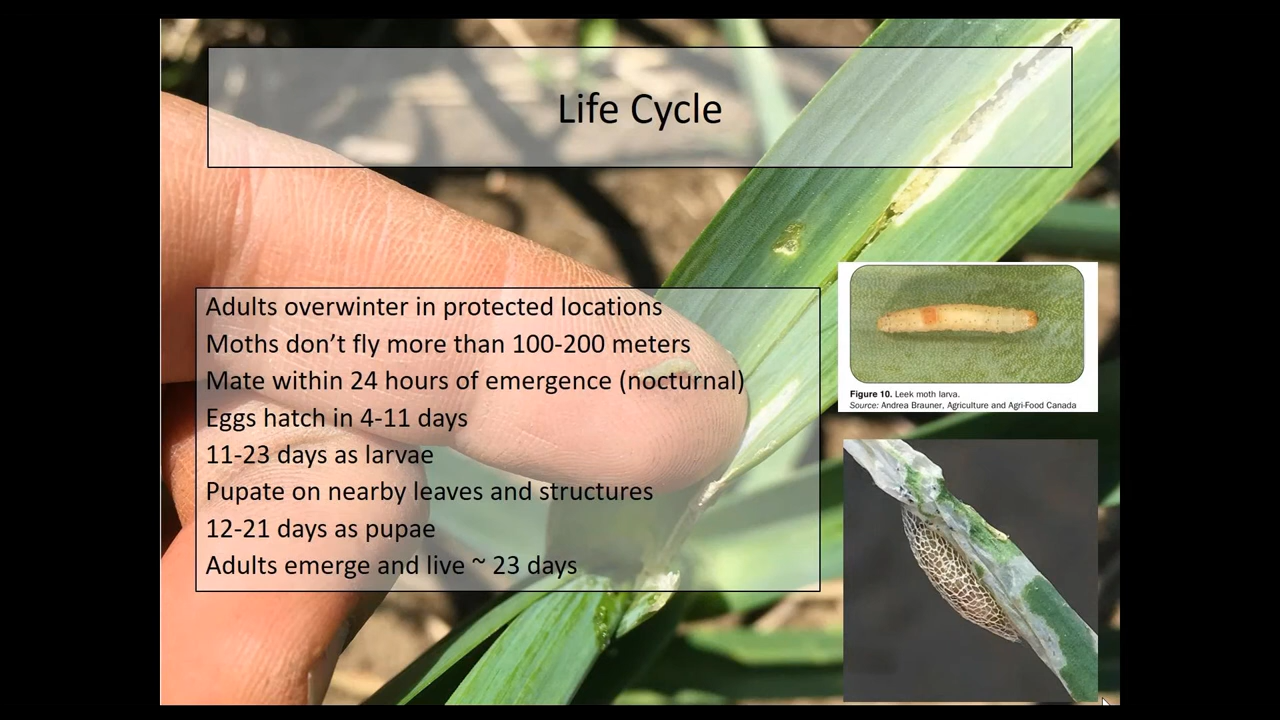 Life Cycle
Adults overwinter in protected locations
Moths don’t fly more than 100-200 meters
Mate within 24 hours of emergence (nocturnal)
Eggs hatch in 4-11 days
11-23 days as larvae
Pupate on nearby leaves and structures
12-21 days as pupae
Adults emerge and live ~ 23 days
Figure 10. Leek moth larva.
Source: Andrea Brauner, Agriculture and Agri-Food Canada